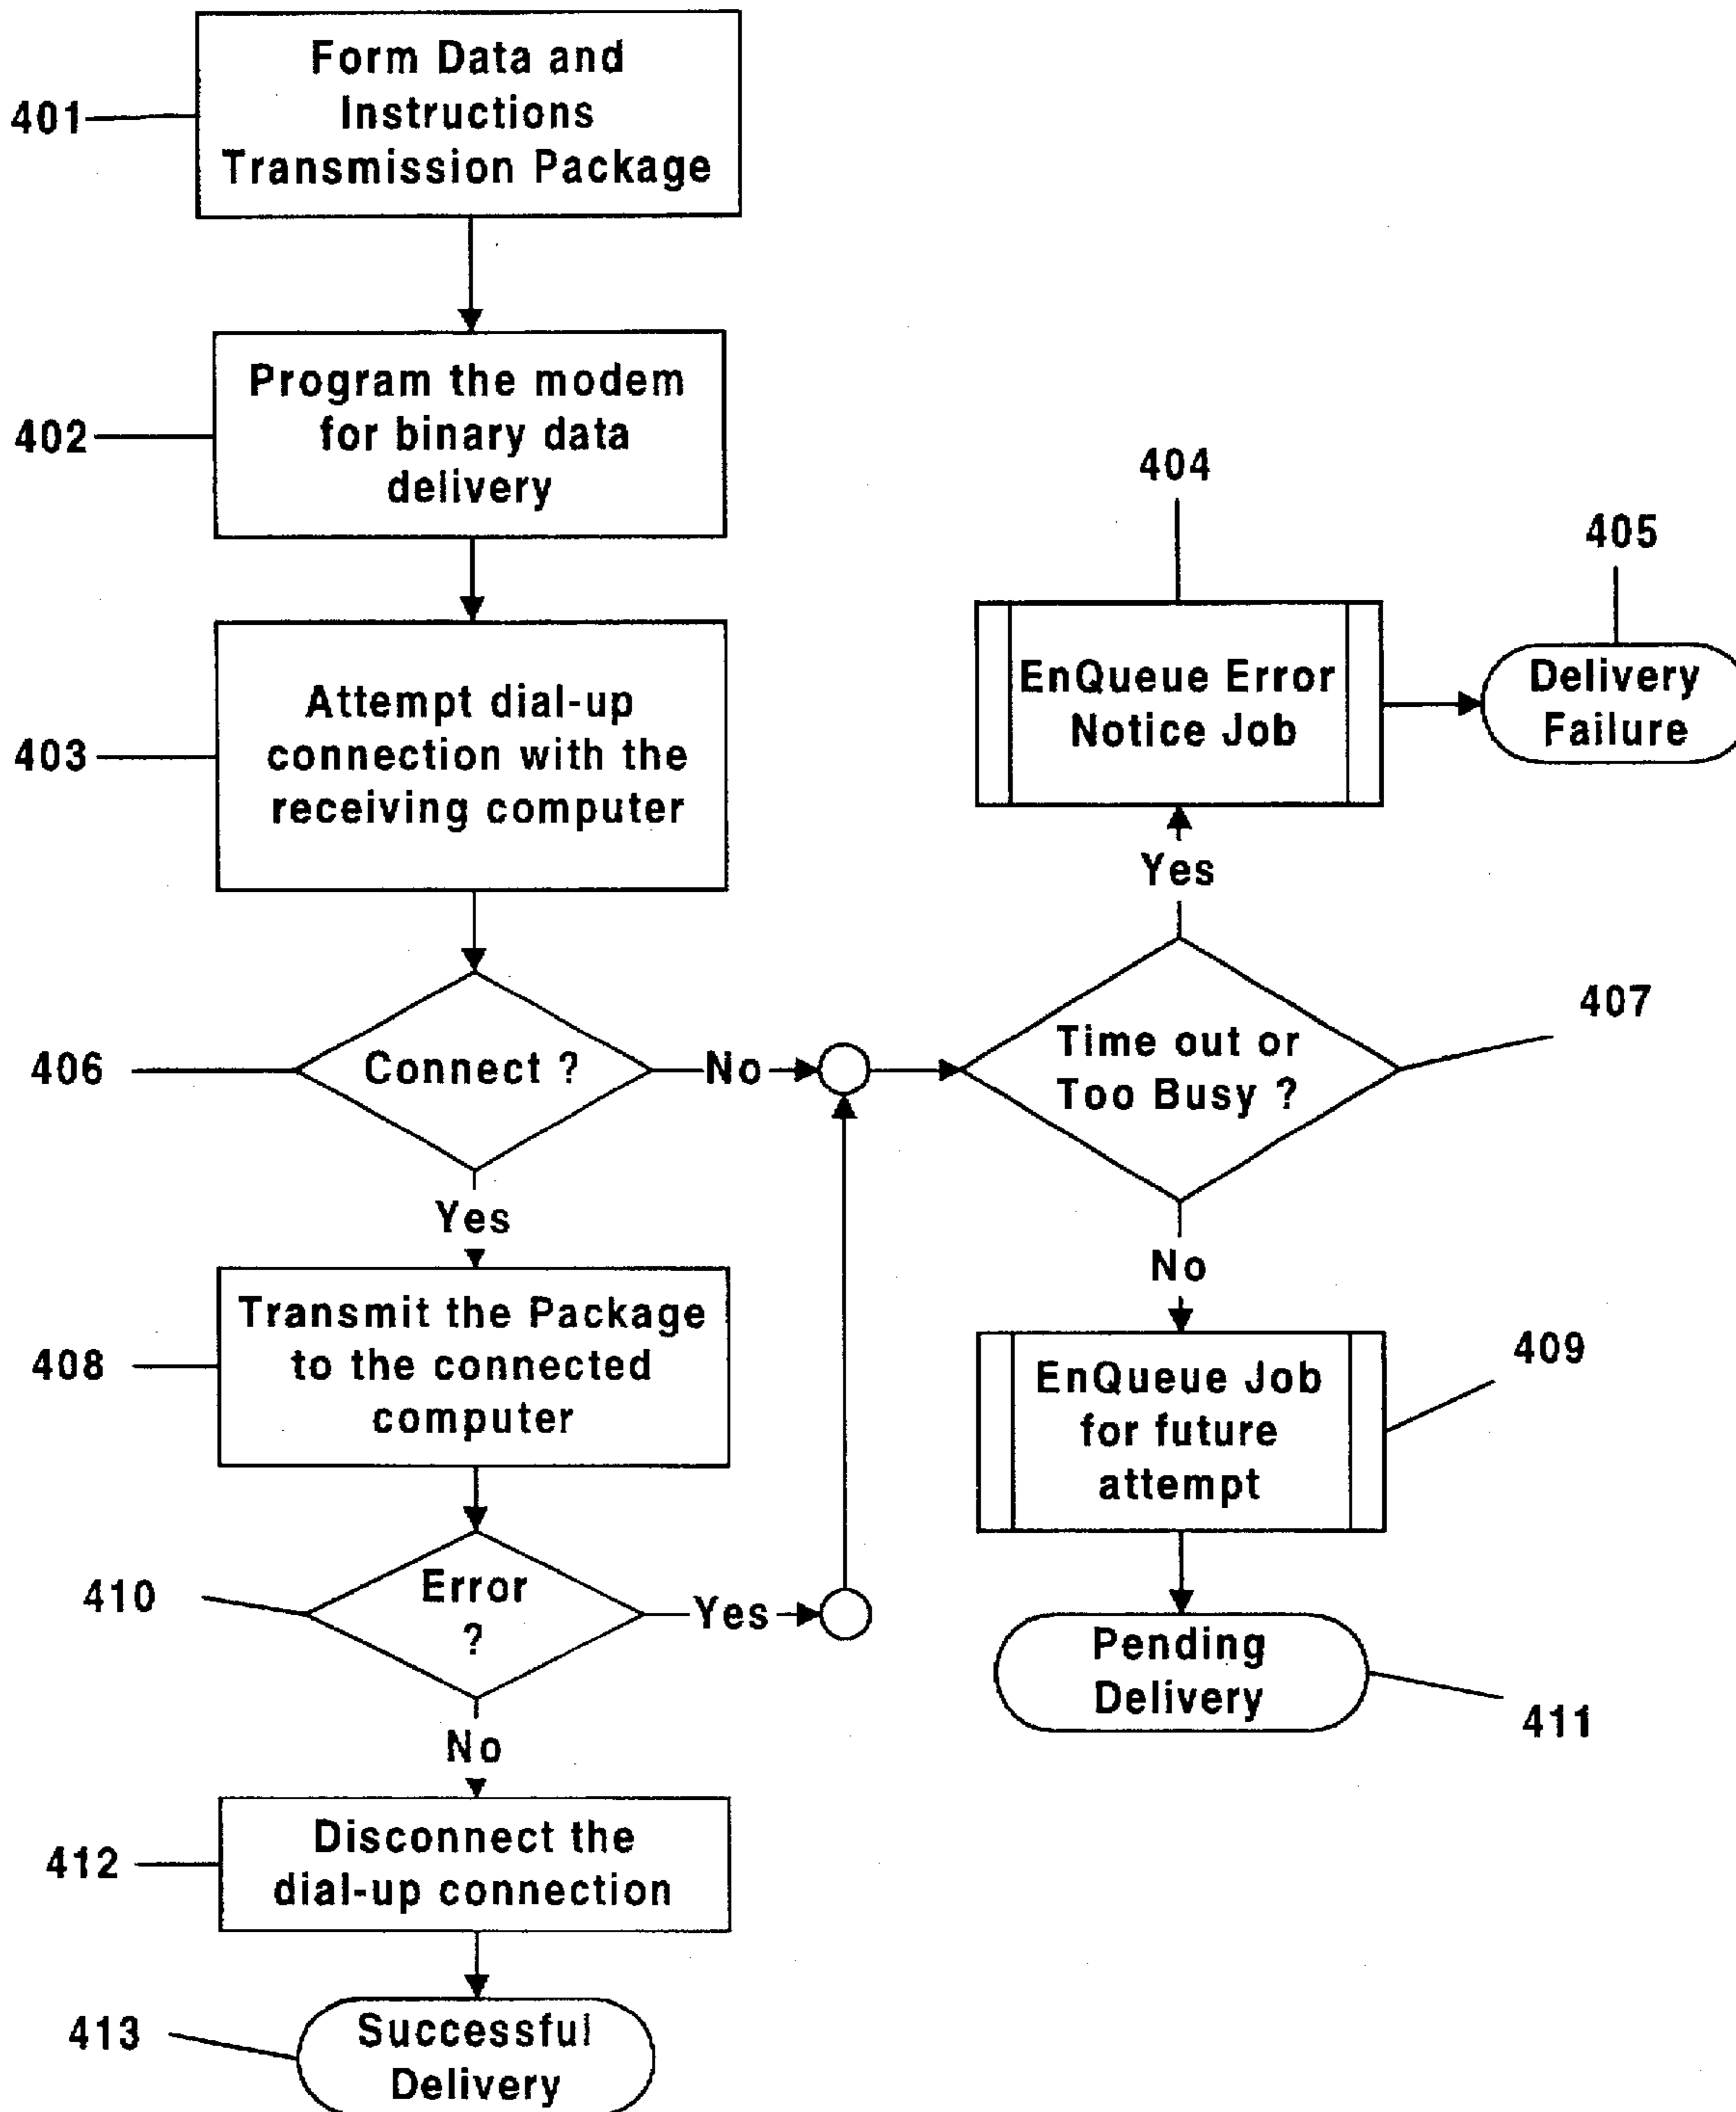 401
Form Data and
Instructions
Transmission Package
402
Program the modem
for binary data
delivery
403
Attempt dial-up
connection with the
receiving computer
404
EnQueue Error
Notice Job
405
Delivery
Failure
Yes
406
Connect ?
No
Time out or
Too Busy ?
407
Yes
No
408
Transmit the Package
to the connected
computer
EnQueue Job
for future
attempt
409
410
Error
?
Yes
Pending
Delivery
411
No
412
Disconnect the
dial-up connection
413
Successful
Delivery